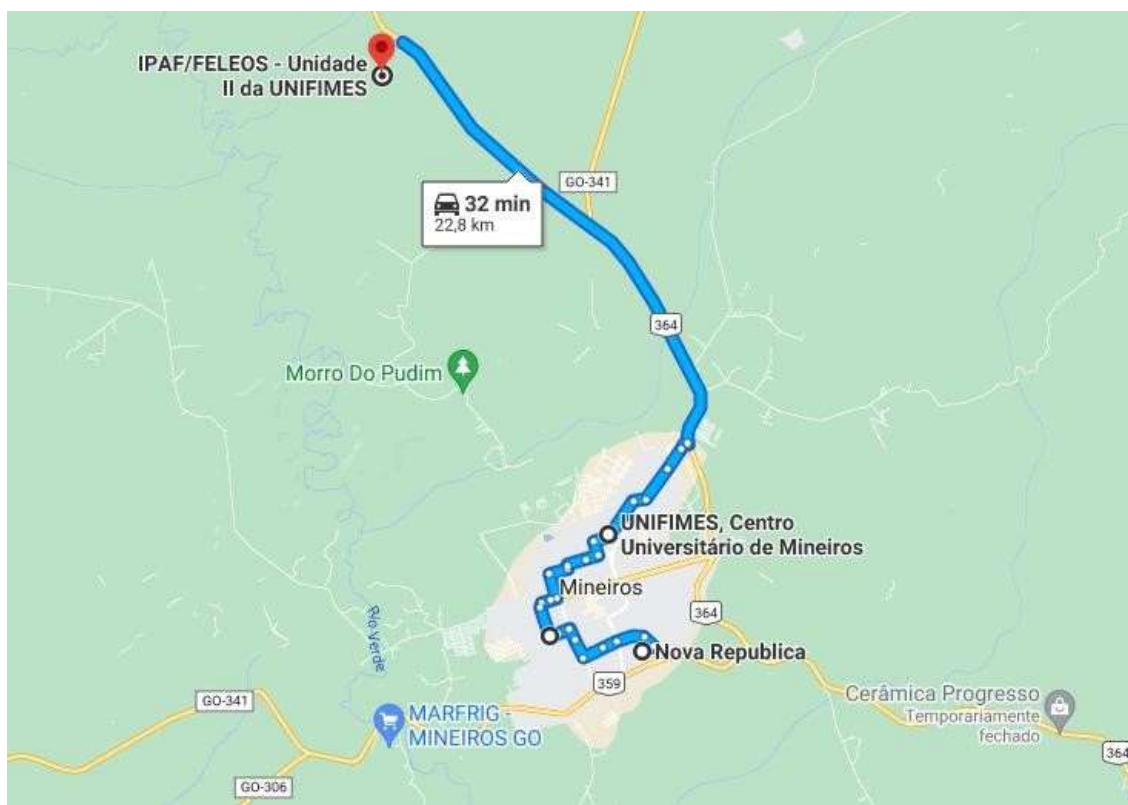 IPAF/FELEOS - Unidade
II da UNIFIMES
GO-341
32 min
22,8 km
364
Morro Do Pudim
UNIFIMES, Centro
Universitário de Mineiros
Mineiros
364
Rio Verde
Nova Republica
359
GO-341
MARFRIG -
MINEIROS GO
Cerâmica Progresso
Temporariamente
fechado
364
GO-306